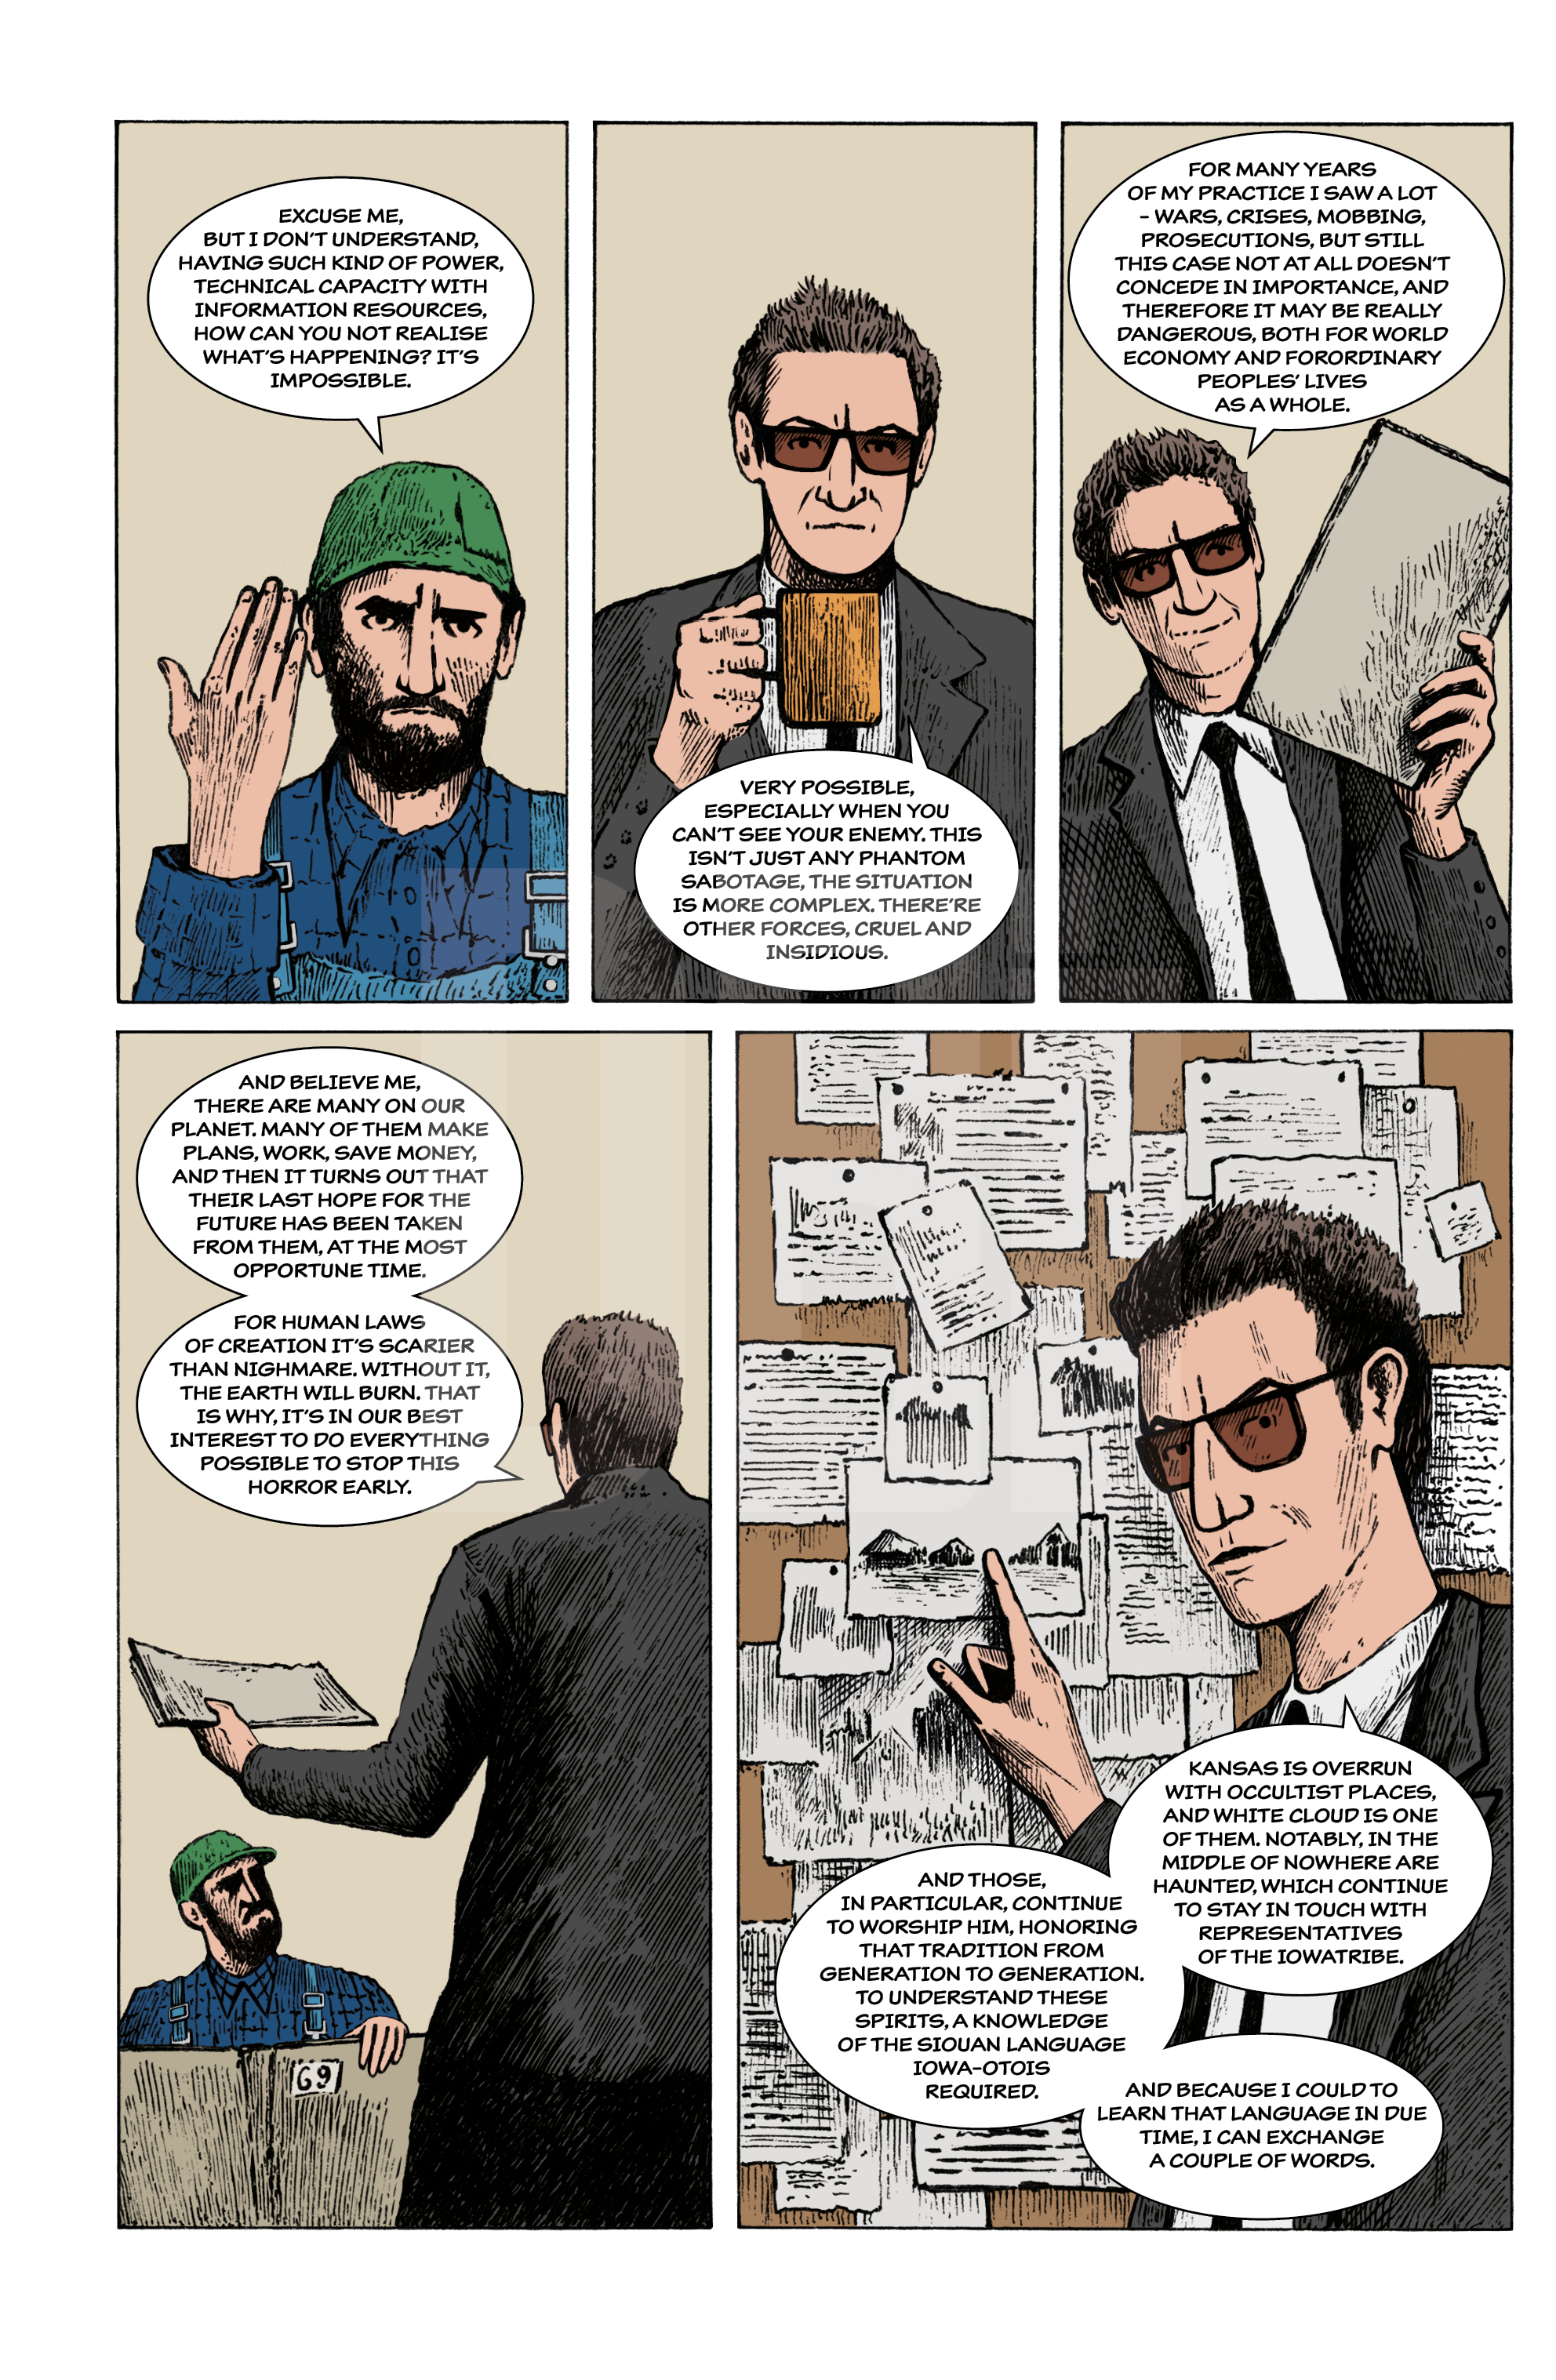 EXCUSE ME,
BUT I DON'T UNDERSTAND,
HAVING SUCH KIND OF POWER,
TECHNICAL CAPACITY WITH
INFORMATION RESOURCES,
HOW CAN YOU NOT REALISE
WHAT'S HAPPENING? IT'S
IMPOSSIBLE.
VERY POSSIBLE,
ESPECIALLY WHEN YOU
CAN'T SEE YOUR ENEMY. THIS
ISN'T JUST ANY PHANTOM
SABOTAGE, THE SITUATION
IS MORE COMPLEX. THERE'RE
OTHER FORCES, CRUEL AND
INSIDIOUS.
FOR MANY YEARS
OF MY PRACTICE I SAW A LOT
- WARS, CRISES, MOBBING,
PROSECUTIONS, BUT STILL
THIS CASE NOT AT ALL DOESN'T
CONCEDE IN IMPORTANCE, AND
THEREFORE IT MAY BE REALLY
DANGEROUS, BOTH FOR WORLD
ECONOMY AND FORORDINARY
PEOPLES' LIVES
AS A WHOLE.
AND BELIEVE ME,
THERE ARE MANY ON OUR
PLANET. MANY OF THEM MAKE
PLANS, WORK, SAVE MONEY,
AND THEN IT TURNS OUT THAT
THEIR LAST HOPE FOR THE
FUTURE HAS BEEN TAKEN
FROM THEM, AT THE MOST
OPPORTUNE TIME.
FOR HUMAN LAWS
OF CREATION IT'S SCARIER
THAN NIGHMARE. WITHOUT IT,
THE EARTH WILL BURN. THAT
IS WHY, IT'S IN OUR BEST
INTEREST TO DO EVERYTHING
POSSIBLE TO STOP THIS
HORROR EARLY.
69
KANSAS IS OVERRUN
WITH OCCULTIST PLACES,
AND WHITE CLOUD IS ONE
OF THEM. NOTABLY, IN THE
MIDDLE OF NOWHERE ARE
HAUNTED, WHICH CONTINUE
TO STAY IN TOUCH WITH
REPRESENTATIVES
OF THE IOWATRIBE.
AND THOSE,
IN PARTICULAR, CONTINUE
TO WORSHIP HIM, HONORING
THAT TRADITION FROM
GENERATION TO GENERATION.
TO UNDERSTAND THESE
SPIRITS, A KNOWLEDGE
OF THE SIOUAN LANGUAGE
IOWA-OTOIS
REQUIRED.
AND BECAUSE I COULD TO
LEARN THAT LANGUAGE IN DUE
TIME, I CAN EXCHANGE
A COUPLE OF WORDS.